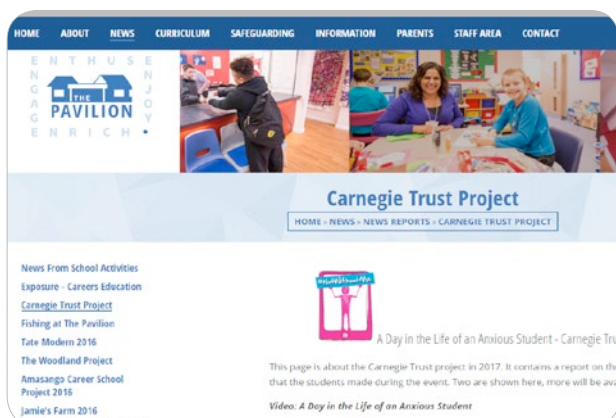 HOME ABOUT NEWS CURRICULUM SAFEGUARDING INFORMATION PARENTS STAFF AREA CONTACT
ENTHUSE
ENGAGE
ENJOY
THE
PAVILION
ENRICH
Carnegie Trust Project
HOME » NEWS » NEWS REPORTS » CARNEGIE TRUST PROJECT
News From School Activities
Exposure - Careers Education
Carnegie Trust Project
Fishing at The Pavilion
Tate Modern 2016
The Woodland Project
Amasango Career School
Project 2016
Jamie's Farm 2016
A Day in the Life of an Anxious Student - Carnegie Tru
This page is about the Carnegie Trust project in 2017. It contains a report on the
that the students made during the event. Two are shown here, more will be ava
Video: A Day in the Life of an Anxious Student